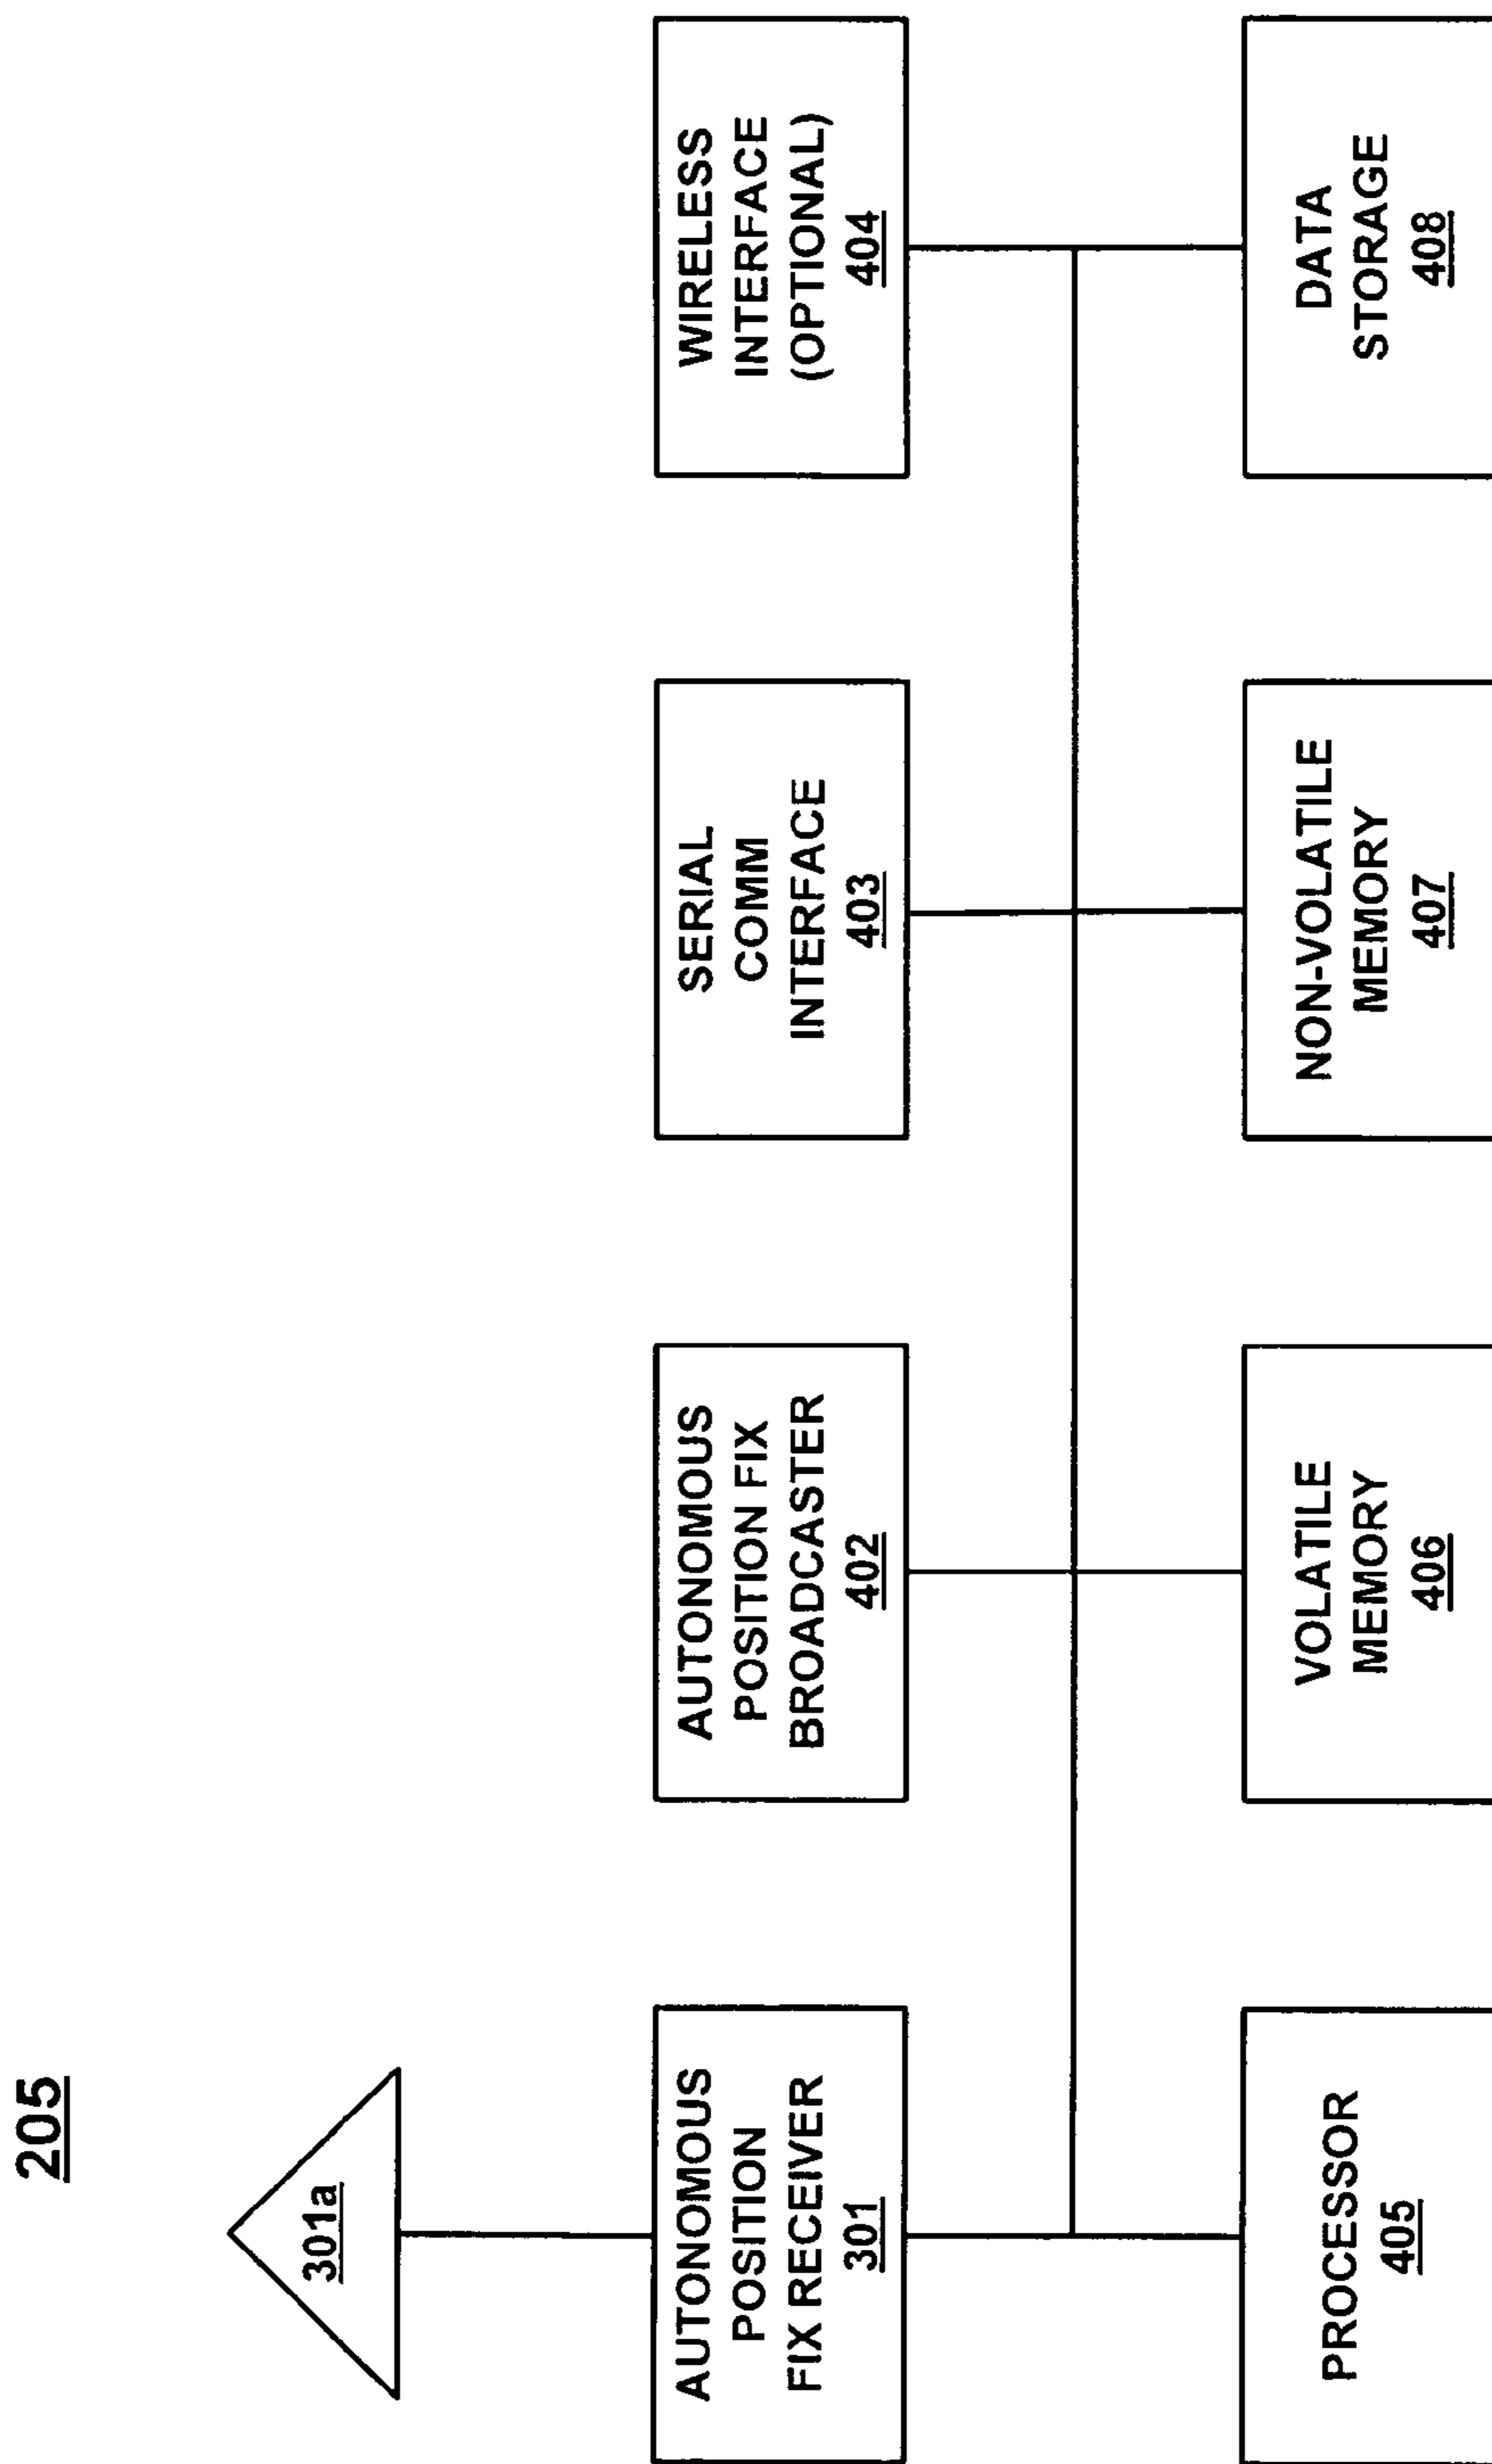 205
301a
AUTONOMOUS
POSITION
FIX RECEIVER
301
AUTONOMOUS
POSITION FIX
BROADCASTER
402
SERIAL
COMM
INTERFACE
403
WIRELESS
INTERFACE
(OPTIONAL)
404
PROCESSOR
405
VOLATILE
MEMORY
406
NON-VOLATILE
MEMORY
407
DATA
STORAGE
408